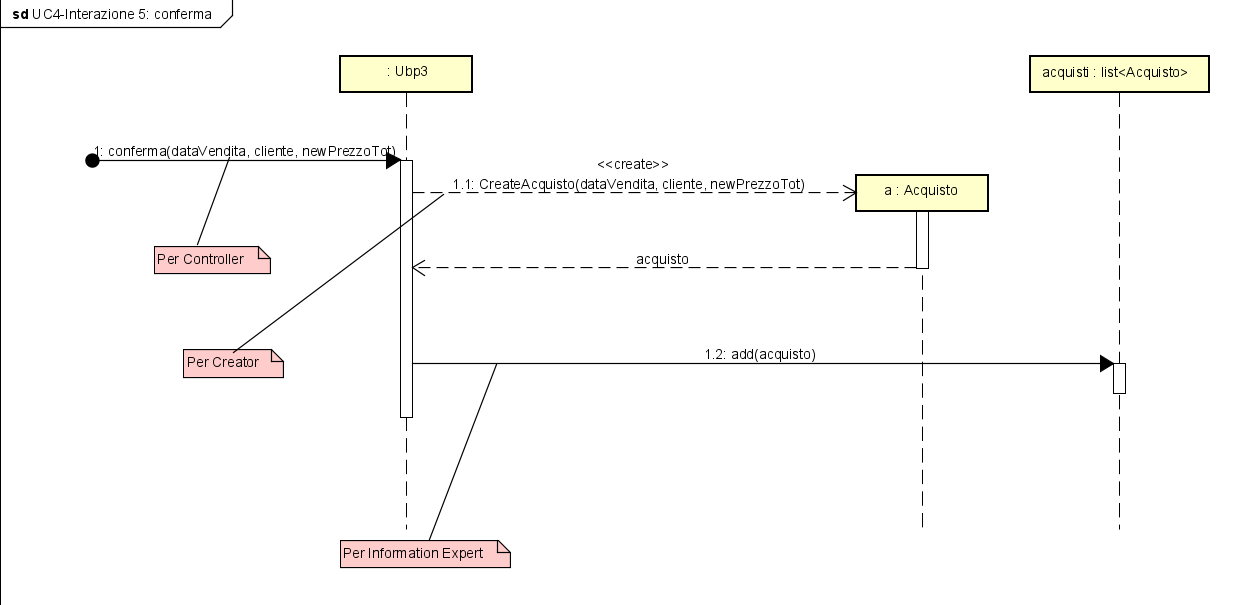 sd UC4-Interazione 5: conferma
: Ubp3
acquisti : list<Acquisto>
1: conferma(dataVendita, cliente, newPrezzoTot)
<<create>>
1.1: CreateAcquisto(dataVendita, cliente, newPrezzoTot)
a : Acquisto
Per Controller
acquisto
1.2: add(acquisto)
Per Creator
Per Information Expert